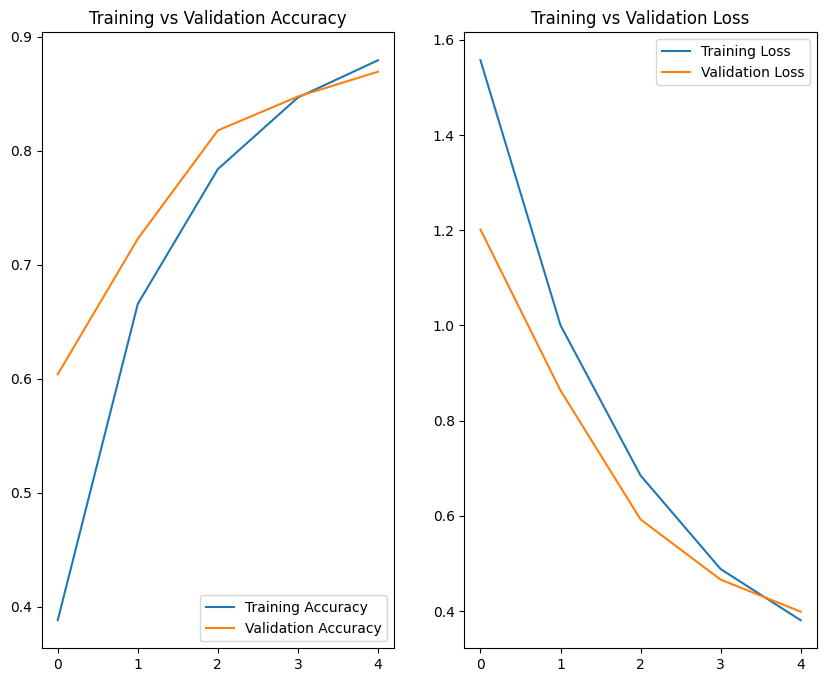 Training vs Validation Accuracy
0.9
0.8
0.7
0.6
0.5
0.4
0 1 2 3 4
Training Accuracy
Validation Accuracy
Training vs Validation Loss
1.6
1.4
1.2
1.0
0.8
0.6
0.4
0 1 2 3 4
Training Loss
Validation Loss